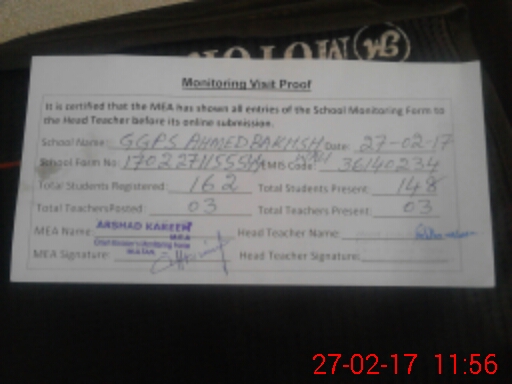 MOTOR
Monitoring Visit Proof
It is certified that the MEA has shown all entries of the School Monitoring Form to
the Head Teacher before its online submission.
School Name: GGPS AHMED BAKHSH Date: 27-02-17
School Form No: EMIS Code: 36140234
Total Students Registered: 162 Total Students Present: 148
Total Teachers Posted: 03 Total Teachers Present: 03
MEA Name: ARSHAD KAREEM Head Teacher Name:
M.E.A
MEA Signature: Head Teacher Signature:
27-02-17 11:56